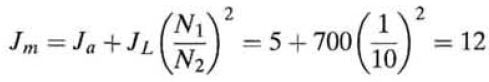 J_m = J_a + J_L (N_1/N_2)^2 = 5 + 700 (1/10)^2 = 12